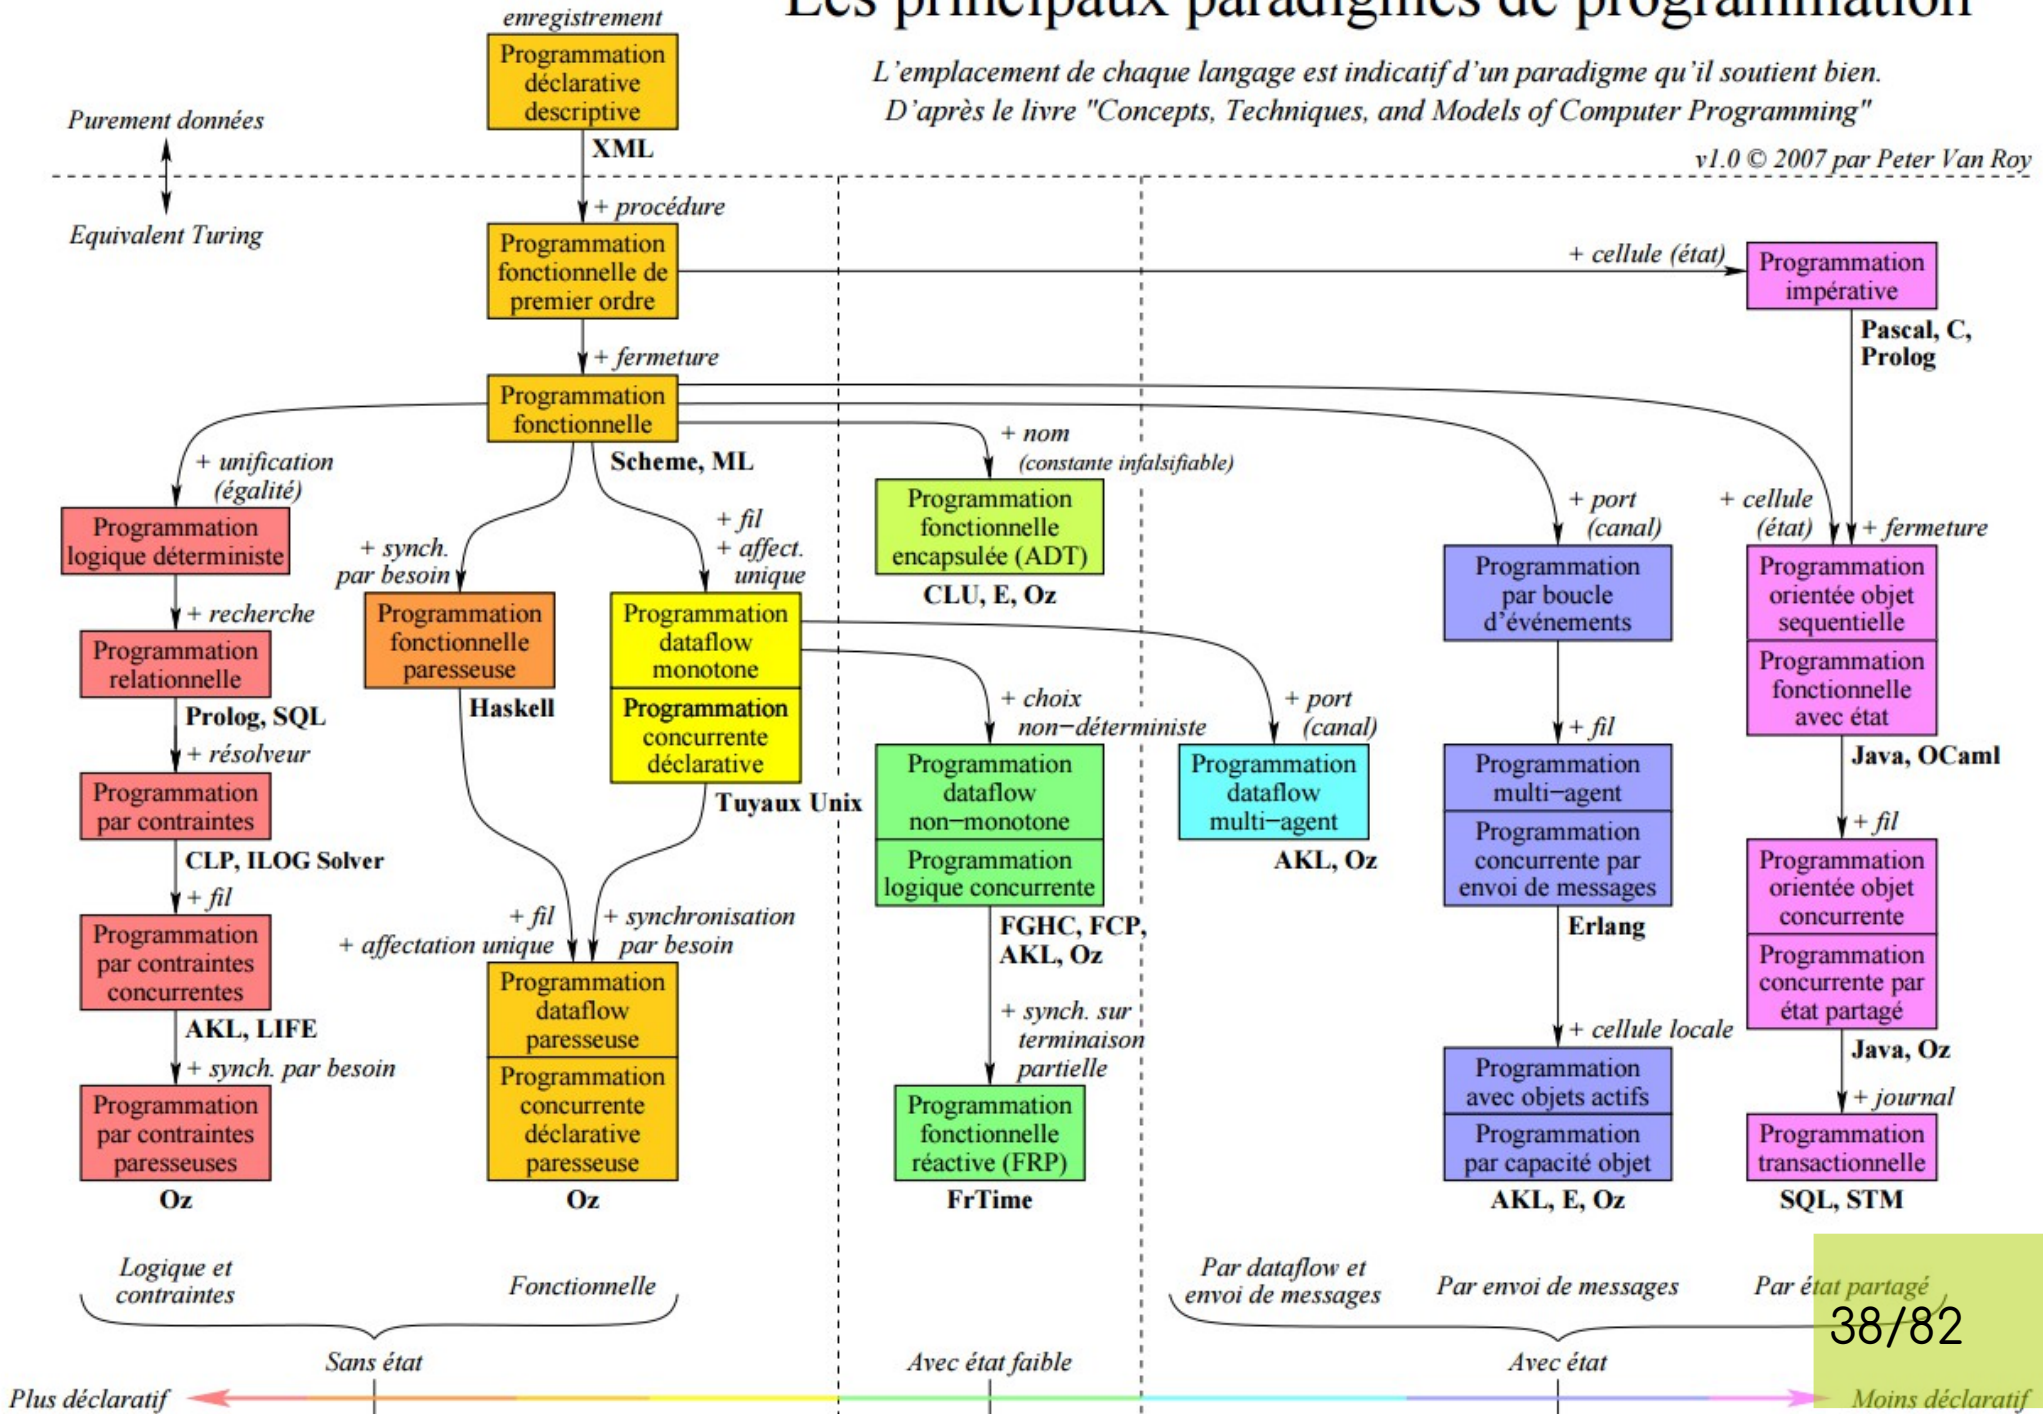 Les principaux paradigmes de programmation
L'emplacement de chaque langage est indicatif d'un paradigme qu'il soutient bien.
D'après le livre "Concepts, Techniques, and Models of Computer Programming"
v1.0 © 2007 par Peter Van Roy
enregistrement
Programmation
déclarative
descriptive
XML
Purement données
Equivalent Turing
+ procédure
Programmation
fonctionnelle de
premier ordre
+ cellule (état)
Programmation
impérative
Pascal, C,
Prolog
+ fermeture
Programmation
fonctionnelle
Scheme, ML
+ unification
(égalité)
Programmation
logique déterministe
+ recherche
Programmation
relationnelle
Prolog, SQL
+ résolveur
Programmation
par contraintes
CLP, ILOG Solver
+ fil
Programmation
par contraintes
concurrentes
AKL, LIFE
+ synch. par besoin
Programmation
par contraintes
paresseuses
Oz
+ synch.
par besoin
Programmation
fonctionnelle
paresseuse
Haskell
+ fil
+ affect.
unique
Programmation
dataflow
monotone
Programmation
concurrente
déclarative
Tuyaux Unix
+ fil
+ affectation unique
+ synchronisation
par besoin
Programmation
dataflow
paresseuse
Programmation
concurrente
déclarative
paresseuse
Oz
+ nom
(constante infalsifiable)
Programmation
fonctionnelle
encapsulée (ADT)
CLU, E, Oz
+ choix
non−déterministe
Programmation
dataflow
non−monotone
Programmation
logique concurrente
FGHC, FCP,
AKL, Oz
+ synch. sur
terminaison
partielle
Programmation
fonctionnelle
réactive (FRP)
FrTime
+ port
(canal)
Programmation
dataflow
multi−agent
AKL, Oz
+ port
(canal)
Programmation
par boucle
d'événements
+ fil
Programmation
multi−agent
Programmation
concurrente par
envoi de messages
Erlang
+ cellule locale
Programmation
avec objets actifs
Programmation
par capacité objet
AKL, E, Oz
+ cellule
(état)
+ fermeture
Programmation
orientée objet
sequentielle
Programmation
fonctionnelle
avec état
Java, OCaml
+ fil
Programmation
orientée objet
concurrente
Programmation
concurrente par
état partagé
Java, Oz
+ journal
Programmation
transactionnelle
SQL, STM
Logique et
contraintes
Fonctionnelle
Par dataflow et
envoi de messages
Par envoi de messages
Par état partagé
38/82
Sans état
Avec état faible
Avec état
Plus déclaratif
Moins déclaratif